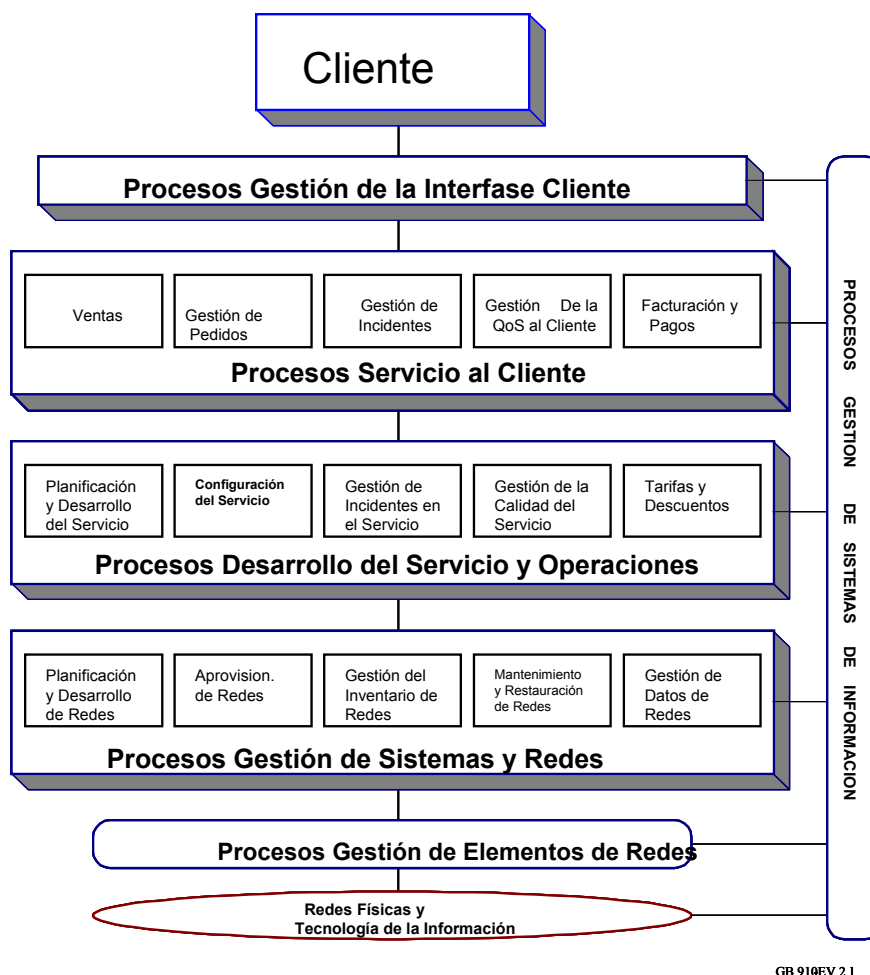 Cliente
Procesos Gestión de la Interfase Cliente
Ventas
Gestión de
Pedidos
Gestión de
Incidentes
Gestión De la
QoS al Cliente
Facturación y
Pagos
Procesos Servicio al Cliente
Planificación
y Desarrollo
del Servicio
Configuración
del Servicio
Gestión de
Incidentes en
el Servicio
Gestión de la
Calidad del
Servicio
Tarifas y
Descuentos
Procesos Desarrollo del Servicio y Operaciones
Planificación
y Desarrollo
de Redes
Aprovision.
de Redes
Gestión del
Inventario de
Redes
Mantenimiento
y Restauración
de Redes
Gestión de
Datos de
Redes
Procesos Gestión de Sistemas y Redes
Procesos Gestión de Elementos de Redes
Redes Físicas y
Tecnología de la Información
PROCESOS GESTION DE SISTEMAS DE INFORMACION
GB 910EV 2.1